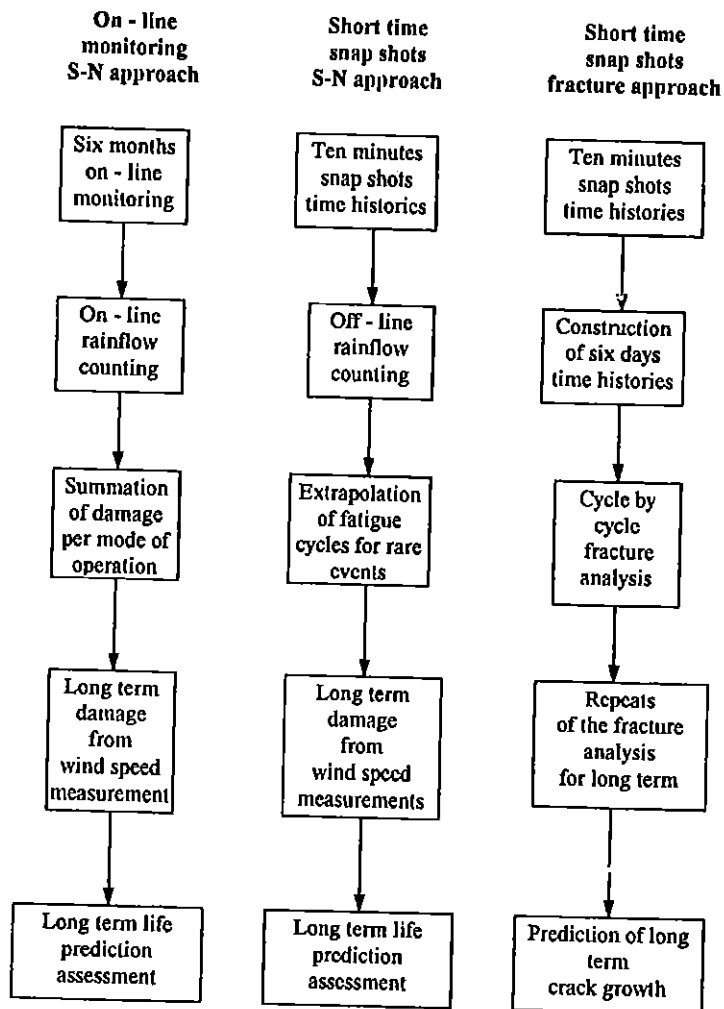 On - line
monitoring
S-N approach
Six months
on - line
monitoring
On - line
rainflow
counting
Summation
of damage
per mode of
operation
Long term
damage
from
wind speed
measurement
Long term life
prediction
assessment
Short time
snap shots
S-N approach
Ten minutes
snap shots
time histories
Off - line
rainflow
counting
Extrapolation
of fatigue
cycles for rare
events
Long term
damage
from
wind speed
measurements
Long term life
prediction
assessment
Short time
snap shots
fracture approach
Ten minutes
snap shots
time histories
Construction
of six days
time histories
Cycle by
cycle
fracture
analysis
Repeats
of the fracture
analysis
for long term
Prediction of long
term
crack growth